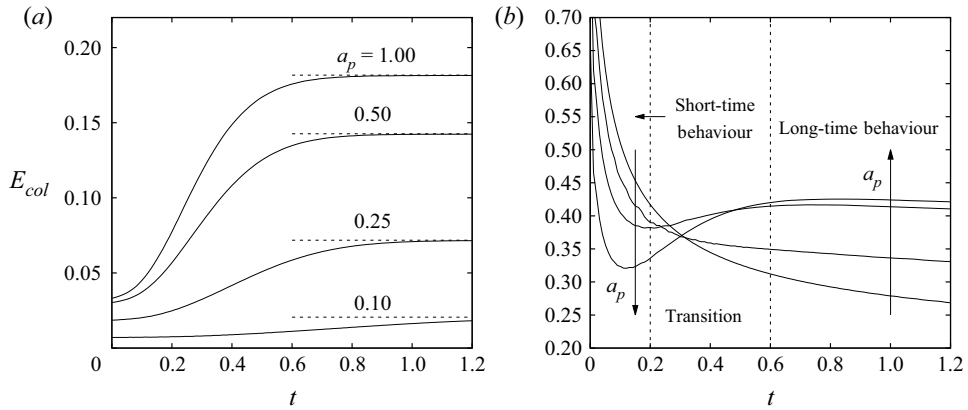 (a)
0.20
0.15
0.10
0.05
E_col
a_p = 1.00
0.50
0.25
0.10
0 0.2 0.4 0.6 0.8 1.0 1.2
t
(b)
0.70
0.65
0.60
0.55
0.50
0.45
0.40
0.35
0.30
0.25
0.20
Short-time
behaviour
Long-time behaviour
a_p
a_p
Transition
0 0.2 0.4 0.6 0.8 1.0 1.2
t